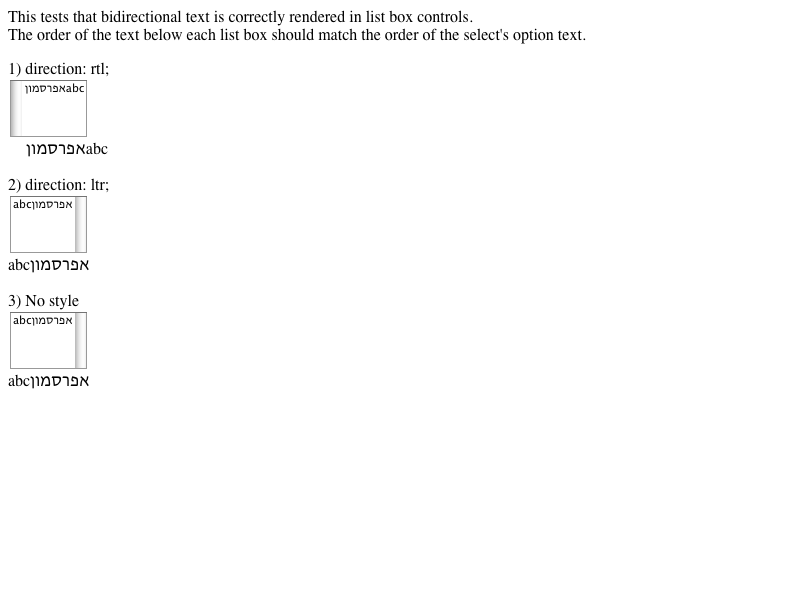 This tests that bidirectional text is correctly rendered in list box controls.
The order of the text below each list box should match the order of the select's option text.
1) direction: rtl;
abcאפרסמון
abcאפרסמון
2) direction: ltr;
abcאפרסמון
abcאפרסמון
3) No style
abcאפרסמון
abcאפרסמון